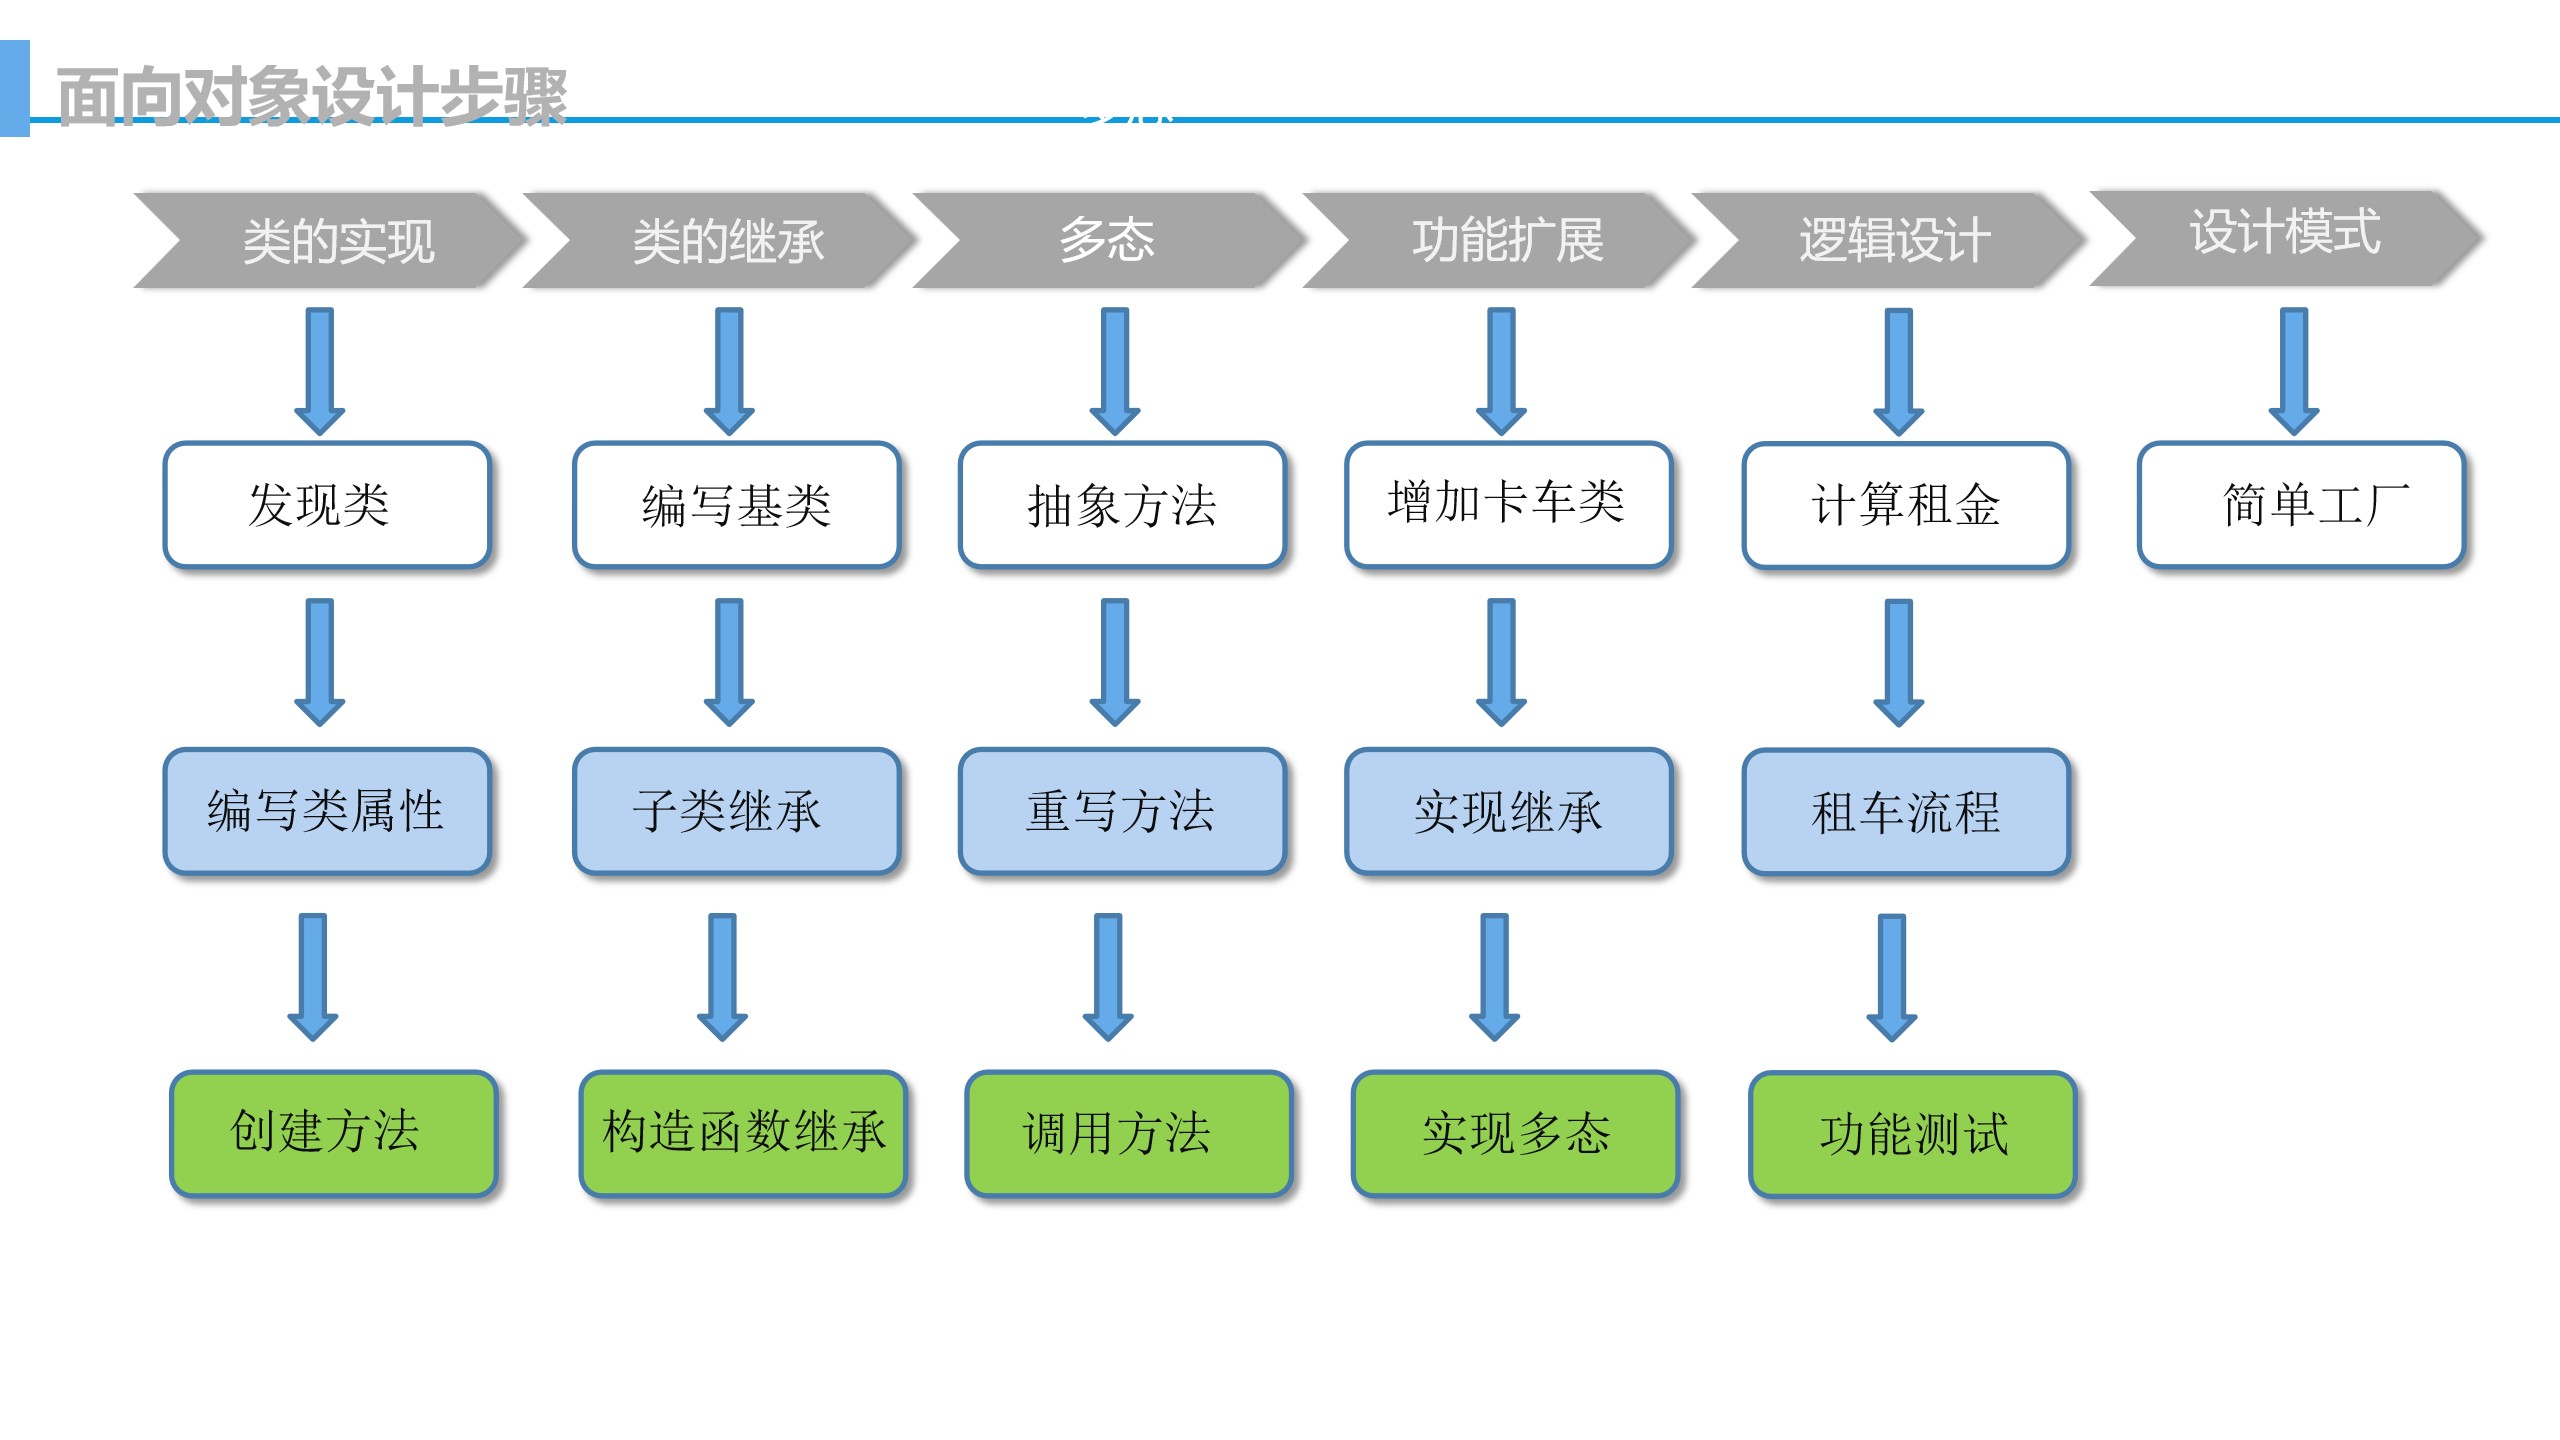 面向对象设计步骤
类的实现
类的继承
多态
功能扩展
逻辑设计
设计模式
发现类
编写基类
抽象方法
增加卡车类
计算租金
简单工厂
编写类属性
子类继承
重写方法
实现继承
租车流程
创建方法
构造函数继承
调用方法
实现多态
功能测试